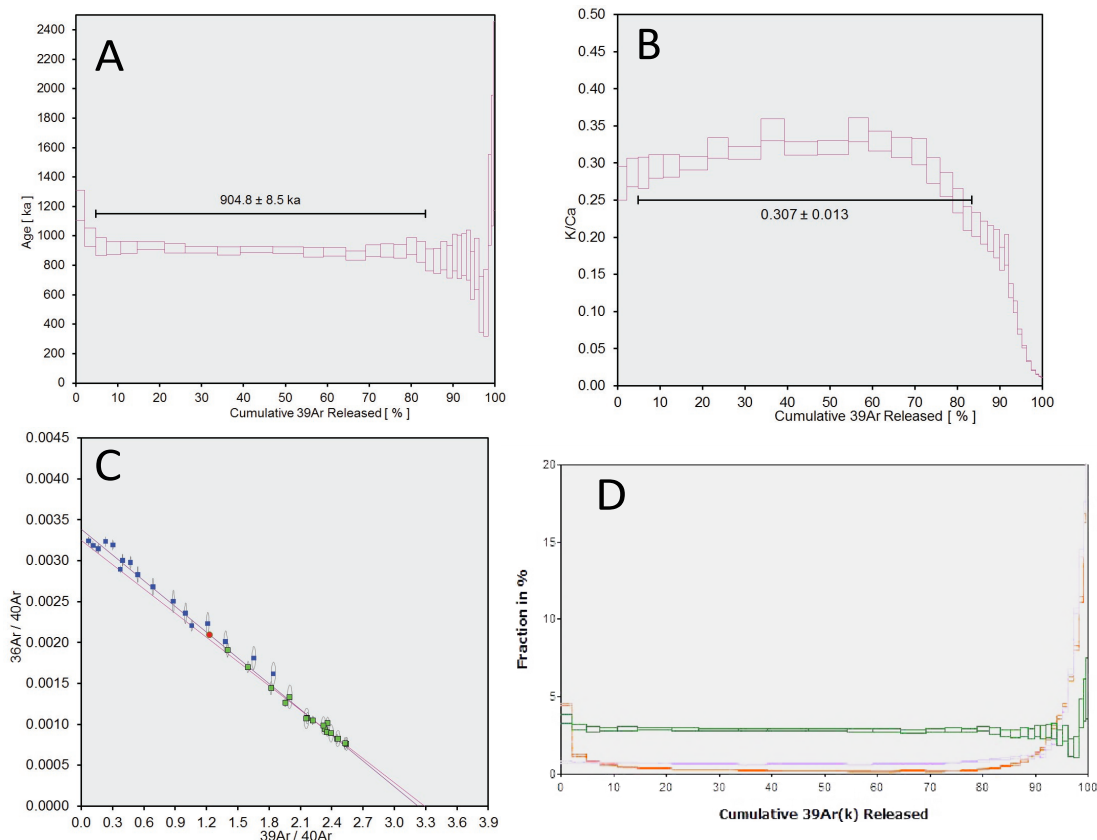 A
2400
2200
2000
1800
1600
1400
1200
1000
800
600
400
200
0
Age [ ka ]
904.8 ± 8.5 ka
0 10 20 30 40 50 60 70 80 90 100
Cumulative 39Ar Released [ % ]
B
0.50
0.45
0.40
0.35
0.30
0.25
0.20
0.15
0.10
0.05
0.00
K/Ca
0.307 ± 0.013
0 10 20 30 40 50 60 70 80 90 100
Cumulative 39Ar Released [ % ]
C
0.0045
0.0040
0.0035
0.0030
0.0025
0.0020
0.0015
0.0010
0.0005
0.0000
36Ar / 40Ar
0.0 0.3 0.6 0.9 1.2 1.5 1.8 2.1 2.4 2.7 3.0 3.3 3.6 3.9
39Ar / 40Ar
D
20
15
10
5
0
Fraction in %
0 10 20 30 40 50 60 70 80 90 100
Cumulative 39Ar(k) Released